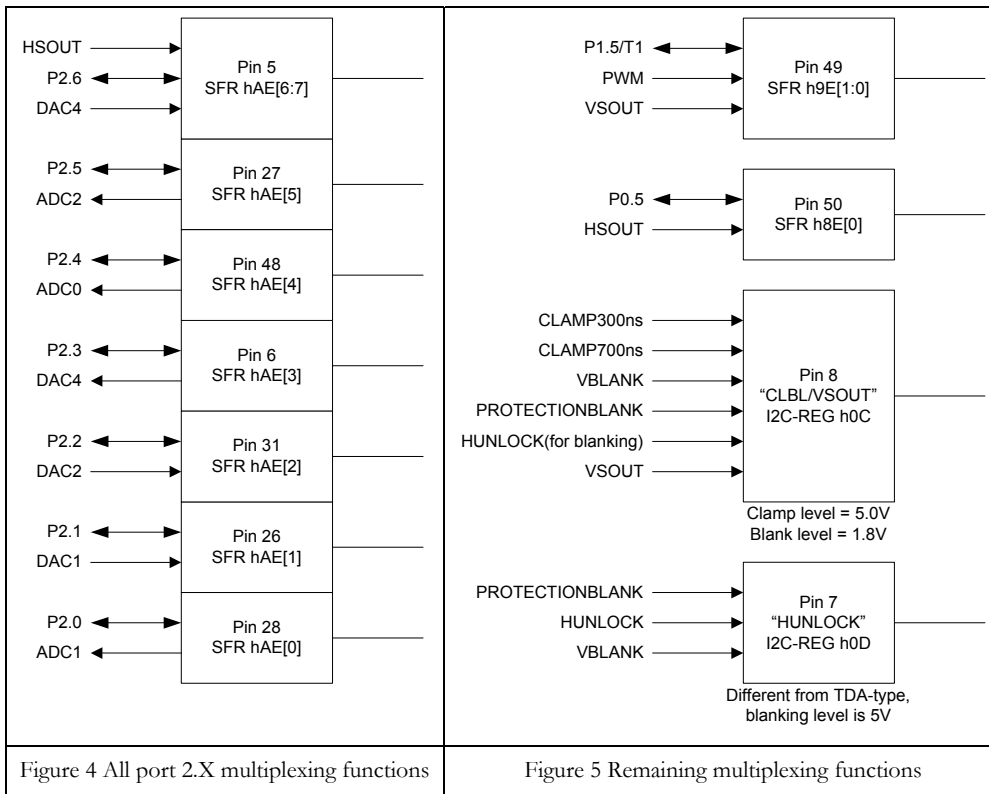 HSOUT
P2.6
DAC4
Pin 5
SFR hAE[6:7]
P2.5
ADC2
Pin 27
SFR hAE[5]
P2.4
ADC0
Pin 48
SFR hAE[4]
P2.3
DAC4
Pin 6
SFR hAE[3]
P2.2
DAC2
Pin 31
SFR hAE[2]
P2.1
DAC1
Pin 26
SFR hAE[1]
P2.0
ADC1
Pin 28
SFR hAE[0]
Figure 4 All port 2.X multiplexing functions
P1.5/T1
PWM
VSOUT
Pin 49
SFR h9E[1:0]
P0.5
HSOUT
Pin 50
SFR h8E[0]
CLAMP300ns
CLAMP700ns
VBLANK
PROTECTIONBLANK
HUNLOCK(for blanking)
VSOUT
Pin 8
“CLBL/VSOUT”
I2C-REG h0C
Clamp level = 5.0V
Blank level = 1.8V
PROTECTIONBLANK
HUNLOCK
VBLANK
Pin 7
“HUNLOCK”
I2C-REG h0D
Different from TDA-type,
blanking level is 5V
Figure 5 Remaining multiplexing functions